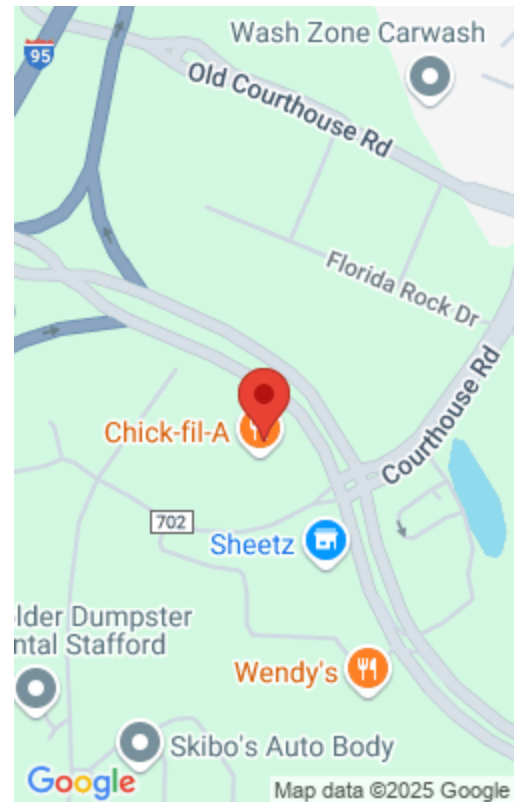 Wash Zone Carwash
95
Old Courthouse Rd
Florida Rock Dr
Courthouse Rd
Chick-fil-A
702
Sheetz
lder Dumpster
ntal Stafford
Wendy's
Skibo's Auto Body
Google
Map data ©2025 Google